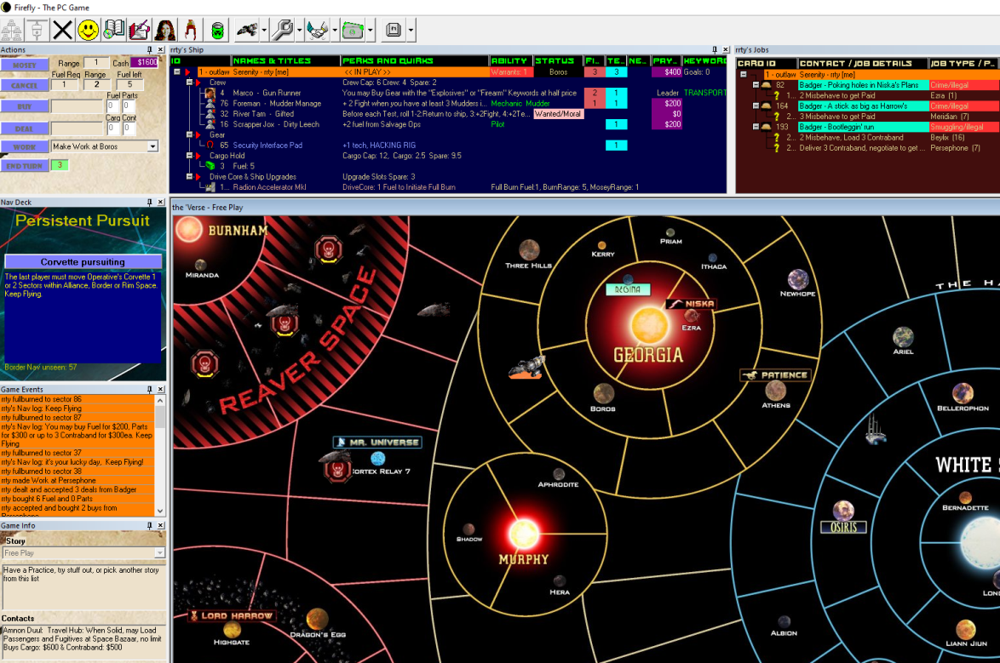 Firefly - The PC Game
Actions
MOSEY
Range
1
Cash
$1600
Fuel Req
Range
Fuel left
CANCEL
1
2
5
Fuel Parts
BUY
0
0
Carg Cont
DEAL
0
0
WORK
Make Work at Boros
END TURN
3
rrty's Ship
ID
NAMES & TITLES
PERKS AND QUIRKS
ABILITY
STATUS
FI...
TE...
NE...
PAY...
KEYWORD
1 - outlaw
Serenity - rrty [me]
<< IN PLAY >>
Warrants: 1
Boros
3
3
$400
Goals: 0
Crew
Crew Cap: 6 Crew: 4 Spare: 2
4
Marco - Gun Runner
You may Buy Gear with the "Explosives" or "Firearm" Keywords at half price
2
1
Leader
TRANSPORT
76
Foreman - Mudder Manage
+2 Fight when you have at least 3 Mudders i...
Mechanic Mudder
1
1
$200
32
River Tam - Gifted
Before each Test, roll 1-2:Return to ship, 3:+2Fight, 4:+2Te...
Wanted/Moral
$0
16
Scrapper Jox - Dirty Leech
+2 fuel from Salvage Ops
Pilot
1
$200
Gear
65
Security Interface Pad
+1 tech, HACKING RIG
1
Cargo Hold
Cargo Cap: 12, Cargo: 2.5 Spare: 9.5
3
Fuel: 5
Drive Core & Ship Upgrades
Upgrade Slots Spare: 3
1...
Radion Accelerator MkI
DriveCore: 1 Fuel to Initiate Full Burn
Full Burn Fuel:1, BurnRange: 5, MoseyRange: 1
rrty's Jobs
CARD ID
CONTACT / JOB DETAILS
JOB TYPE / P...
1 - outlaw
Serenity - rrty [me]
82
Badger - Poking holes in Niska's Plans
Crime/illegal
1...
2 Misbehave to get Paid
Ezra (1)
164
Badger - A stick as big as Harrow's
Crime/illegal
2...
3 Misbehave to get Paid
Meridian (7)
193
Badger - Bootleggin' run
Smuggling/illegal
2...
2 Misbehave, Load 3 Contraband
Beylix (16)
2...
Deliver 3 Contraband, negotiate to get ...
Persephone (7)
Nav Deck
Persistent Pursuit
Corvette pursuiting
The last player must move Operative's Corvette 1
or 2 Sectors within Alliance, Border or Rim Space.
Keep Flying.
Border Nav unseen: 57
Game Events
rrty fullburned to sector 86
rrty's Nav log: Keep Flying
rrty fullburned to sector 87
rrty's Nav log: You may buy Fuel for $200, Parts
for $300 or up to 3 Contraband for $300ea. Keep
Flying
rrty fullburned to sector 37
rrty's Nav log: it's your lucky day, Keep Flying!
rrty fullburned to sector 38
rrty made Work at Persephone
rrty dealt and accepted 3 deals from Badger
rrty bought 6 Fuel and 0 Parts
rrty accepted and bought 2 buys from
Persephone
Game Info
Story
Free Play
Have a Practice, try stuff out, or pick another story
from this list
Contacts
Amnon Duul: Travel Hub: When Solid, may Load
Passengers and Fugitives at Space Bazaar, no limit
Buys Cargo: $600 & Contraband: $500
the 'Verse - Free Play
BURNHAM
MIRANDA
REAVER SPACE
THREE HILLS
KERRY
PRIAM
ITHACA
REGINA
NISKA
EZRA
GEORGIA
NEWHOPE
THE HA
ARIEL
PATIENCE
ATHENS
BOROS
BELLEROPHON
MR. UNIVERSE
CORTEX RELAY 7
APHRODITE
SHADOW
MURPHY
HERA
WHITE S
BERNADETTE
OSIRIS
LON
LORD HARROW
HIGHGATE
DRAGON'S EGG
ALBION
LIANN JIUN